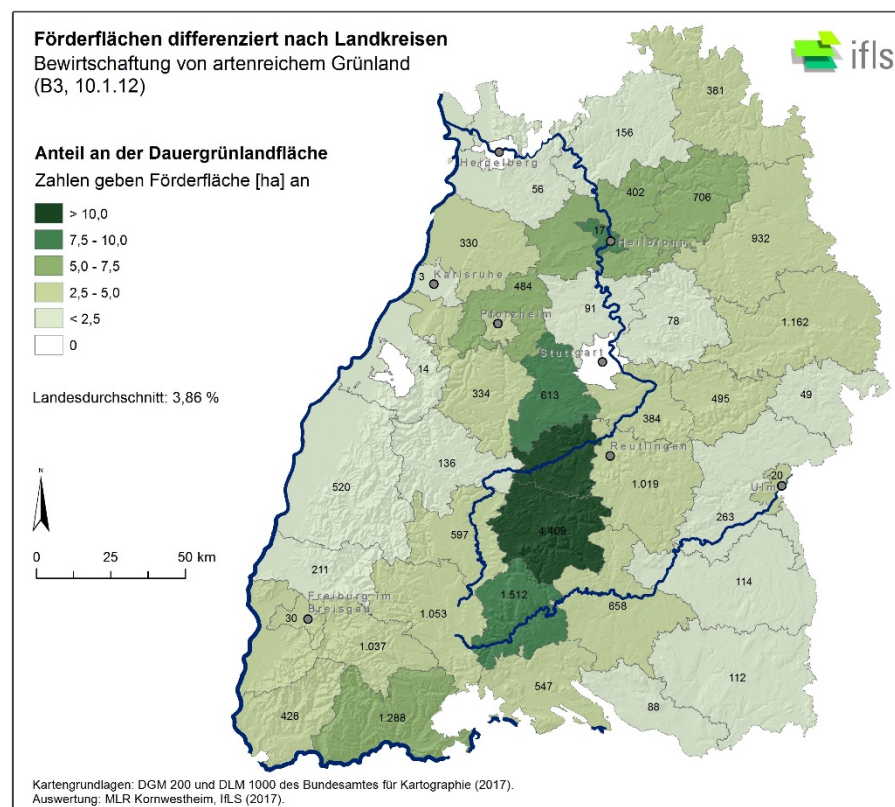 Förderflächen differenziert nach Landkreisen
Bewirtschaftung von artenreichem Grünland
(B3, 10.1.12)
ifls
Anteil an der Dauergrünlandfläche
Zahlen geben Förderfläche [ha] an
> 10,0
7,5 - 10,0
5,0 - 7,5
2,5 - 5,0
< 2,5
0
Landesdurchschnitt: 3,86 %
N
0 25 50 km
381
156
Heidelberg
56
402
706
17
Heilbronn
330
932
3
Karlsruhe
484
91
78
Pforzheim
1.162
Stuttgart
14
334
613
384
495
49
Reutlingen
136
1.019
20
Ulm
520
597
4.409
263
211
114
1.512
658
Freiburg im
Breisgau
30
1.053
1.037
547
112
88
428
1.288
Kartengrundlagen: DGM 200 und DLM 1000 des Bundesamtes für Kartographie (2017).
Auswertung: MLR Kornwestheim, IfLS (2017).